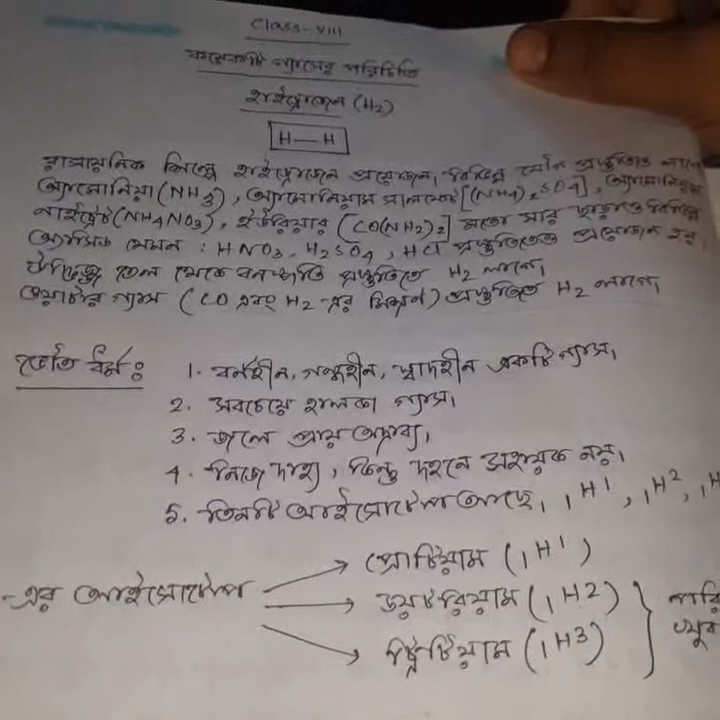 Class-VIII
কয়েকটি গ্যাসের পরিচিতি
হাইড্রোজেন (H2)
H—H
রাসায়নিক শিল্পে হাইড্রোজেন প্রয়োজন, বিভিন্ন যৌগ প্রস্তুতিতে লাগে
অ্যামোনিয়া (NH3), অ্যামোনিয়াম সালফেট [(NH4)2SO4], অ্যামোনিয়াম
নাইট্রেট (NH4NO3), ইউরিয়ার [CO(NH2)2] মতো সার ছাড়াও বিভিন্ন
অ্যাসিড যেমন : HNO3, H2SO4, HCl প্রস্তুতিতেও প্রয়োজন হয়।
উদ্ভিজ্জ তেল থেকে বনস্পতি প্রস্তুতিতে H2 লাগে।
ওয়াটার গ্যাস (CO এবং H2-এর মিশ্রণ) প্রস্তুতিতে H2 লাগে।
ভৌত ধর্ম :
1. বর্ণহীন, গন্ধহীন, স্বাদহীন একটি গ্যাস।
2. সবচেয়ে হালকা গ্যাস।
3. জলে প্রায় অদ্রাব্য।
4. নিজে দাহ্য, কিন্তু দহনে সহায়ক নয়।
5. তিনটি আইসোটোপ আছে, 1H1, 1H2, 1H
-এর আইসোটোপ
প্রোটিয়াম (1H1)
ডয়টেরিয়াম (1H2)
ট্রিটিয়াম (1H3)